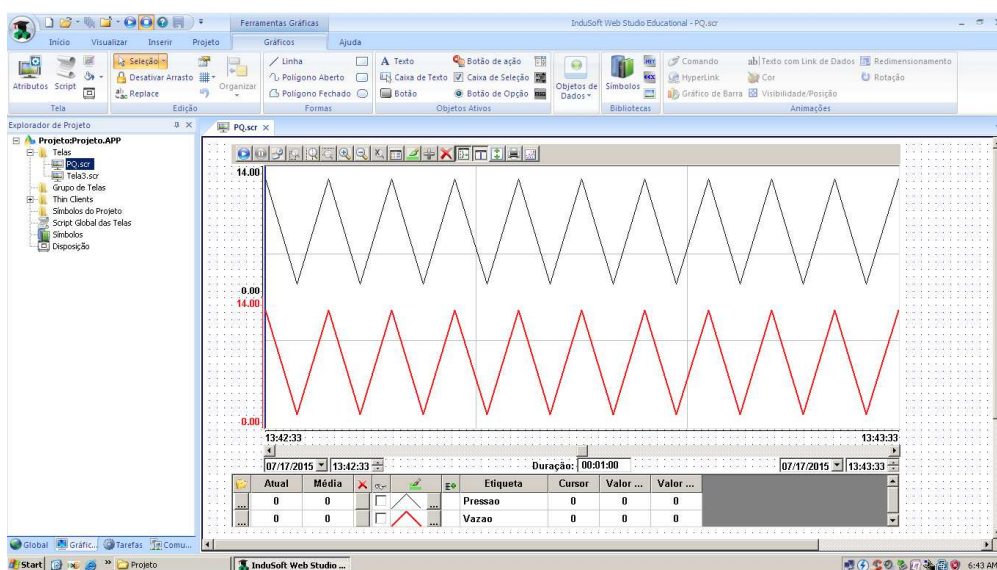 Ferramentas Gráficas
InduSoft Web Studio Educational - PQ.scr
Início Visualizar Inserir Projeto Gráficos Ajuda
Atributos Script
Seleção
Desativar Arrasto
Replace
Organizar
Linha
Polígono Aberto
Polígono Fechado
A Texto
Caixa de Texto
Botão
Botão de ação
Caixa de Seleção
Botão de Opção
Objetos de Dados
Símbolos
Comando
HyperLink
Gráfico de Barra
ab Texto com Link de Dados
Cor
Visibilidade/Posição
Redimensionamento
Rotação
Tela Edição Formas Objetos Ativos Bibliotecas Animações
Explorador de Projeto
PQ.scr
Projeto:Projeto.APP
Telas
PQ.scr
Tela3.scr
Grupo de Telas
Thin Clients
Símbolos do Projeto
Script Global das Telas
Símbolos
Disposição
14.00
0.00
14.00
0.00
13:42:33 13:43:33
07/17/2015 13:42:33 Duração: 00:01:00 07/17/2015 13:43:33
Atual Média Etiqueta Cursor Valor ... Valor ...
... 0 0 ... Pressao 0 0 0
... 0 0 ... Vazao 0 0 0
Global Gráfic... Tarefas Comu...
Start Projeto InduSoft Web Studio ... 6:43 AM